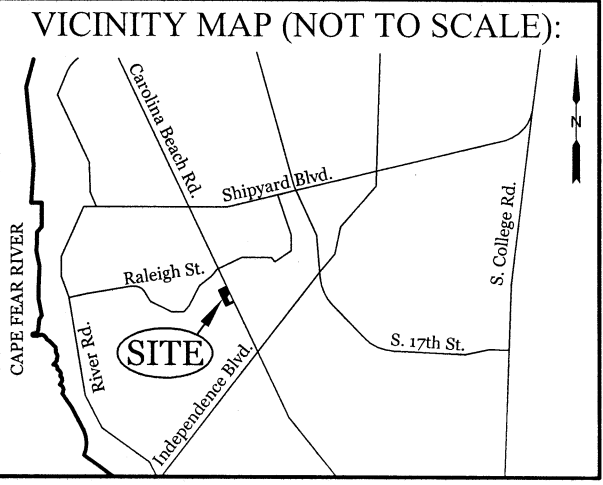 VICINITY MAP (NOT TO SCALE):
Carolina Beach Rd.
N
Shipyard Blvd.
S. College Rd.
CAPE FEAR RIVER
Raleigh St.
River Rd.
SITE
Independence Blvd.
S. 17th St.